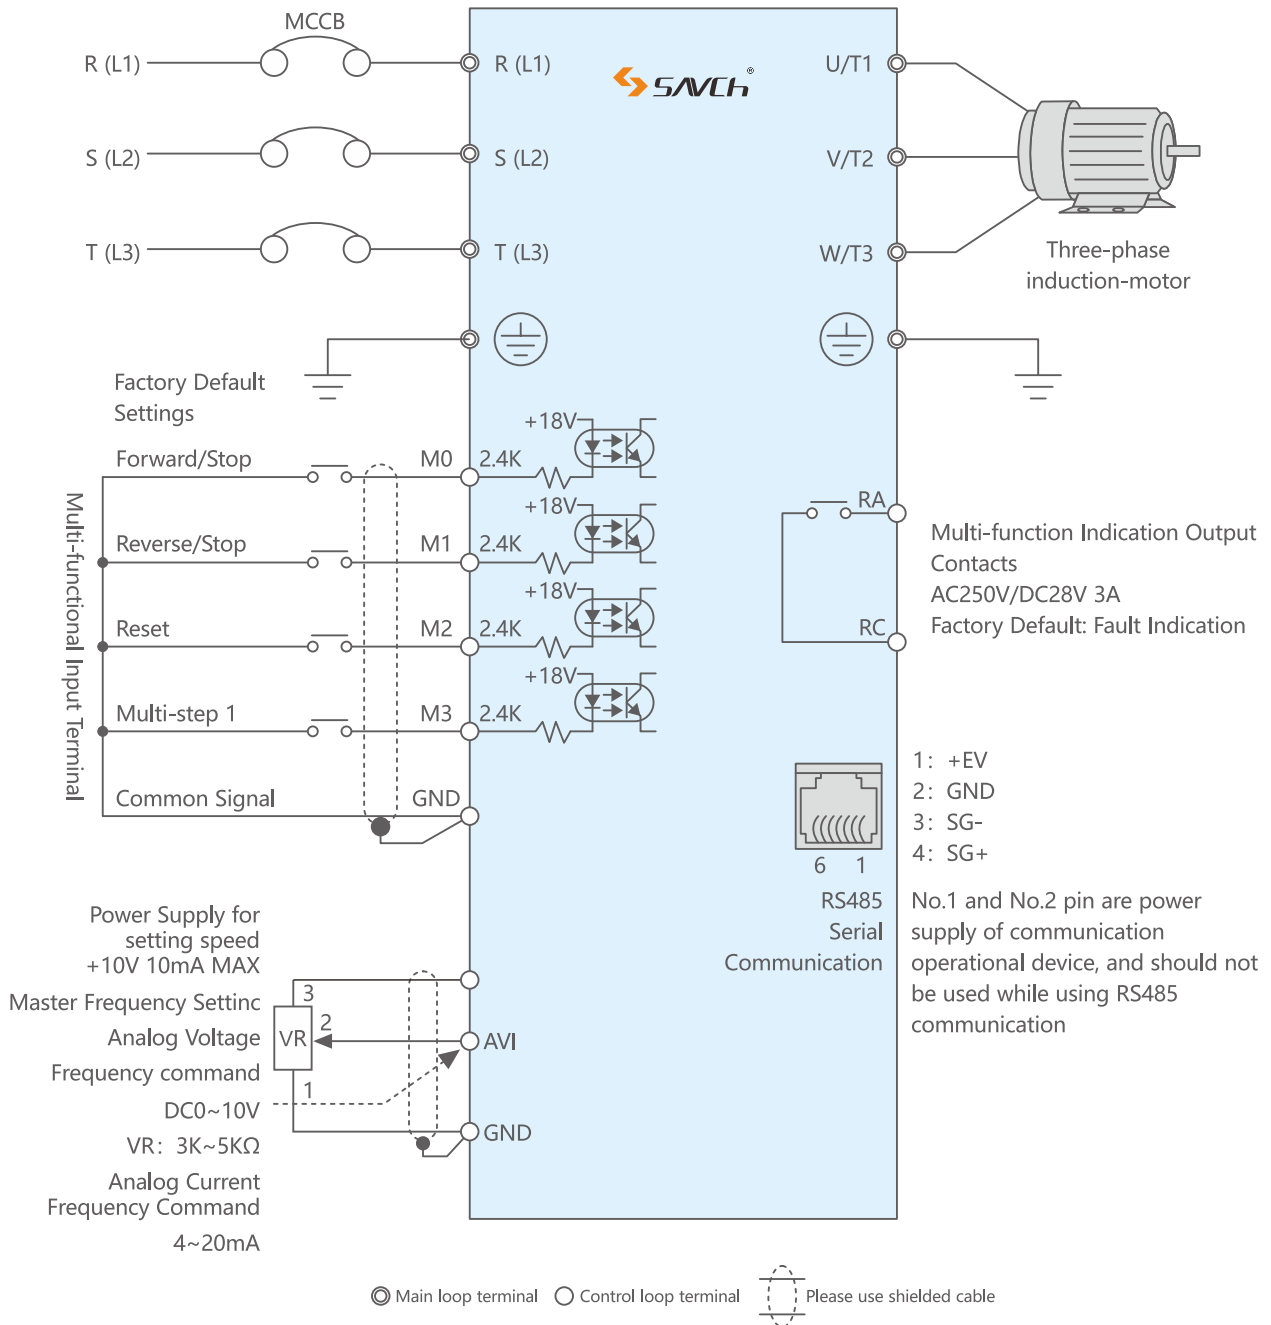 MCCB
R (L1)
R (L1)
SAVCh®
U/T1
S (L2)
S (L2)
V/T2
T (L3)
T (L3)
W/T3
Three-phase
induction-motor
Factory Default
Settings
+18V
Forward/Stop
M0
2.4K
+18V
Reverse/Stop
M1
2.4K
+18V
Reset
M2
2.4K
+18V
Multi-step 1
M3
2.4K
Common Signal
GND
Multi-functional Input Terminal
RA
RC
Multi-function Indication Output
Contacts
AC250V/DC28V 3A
Factory Default: Fault Indication
1: +EV
2: GND
3: SG-
4: SG+
6 1
RS485
Serial
Communication
No.1 and No.2 pin are power
supply of communication
operational device, and should not
be used while using RS485
communication
Power Supply for
setting speed
+10V 10mA MAX
Master Frequency Settinc
Analog Voltage
Frequency command
DC0~10V
VR: 3K~5KΩ
Analog Current
Frequency Command
4~20mA
3
VR
2
1
AVI
GND
Main loop terminal
Control loop terminal
Please use shielded cable